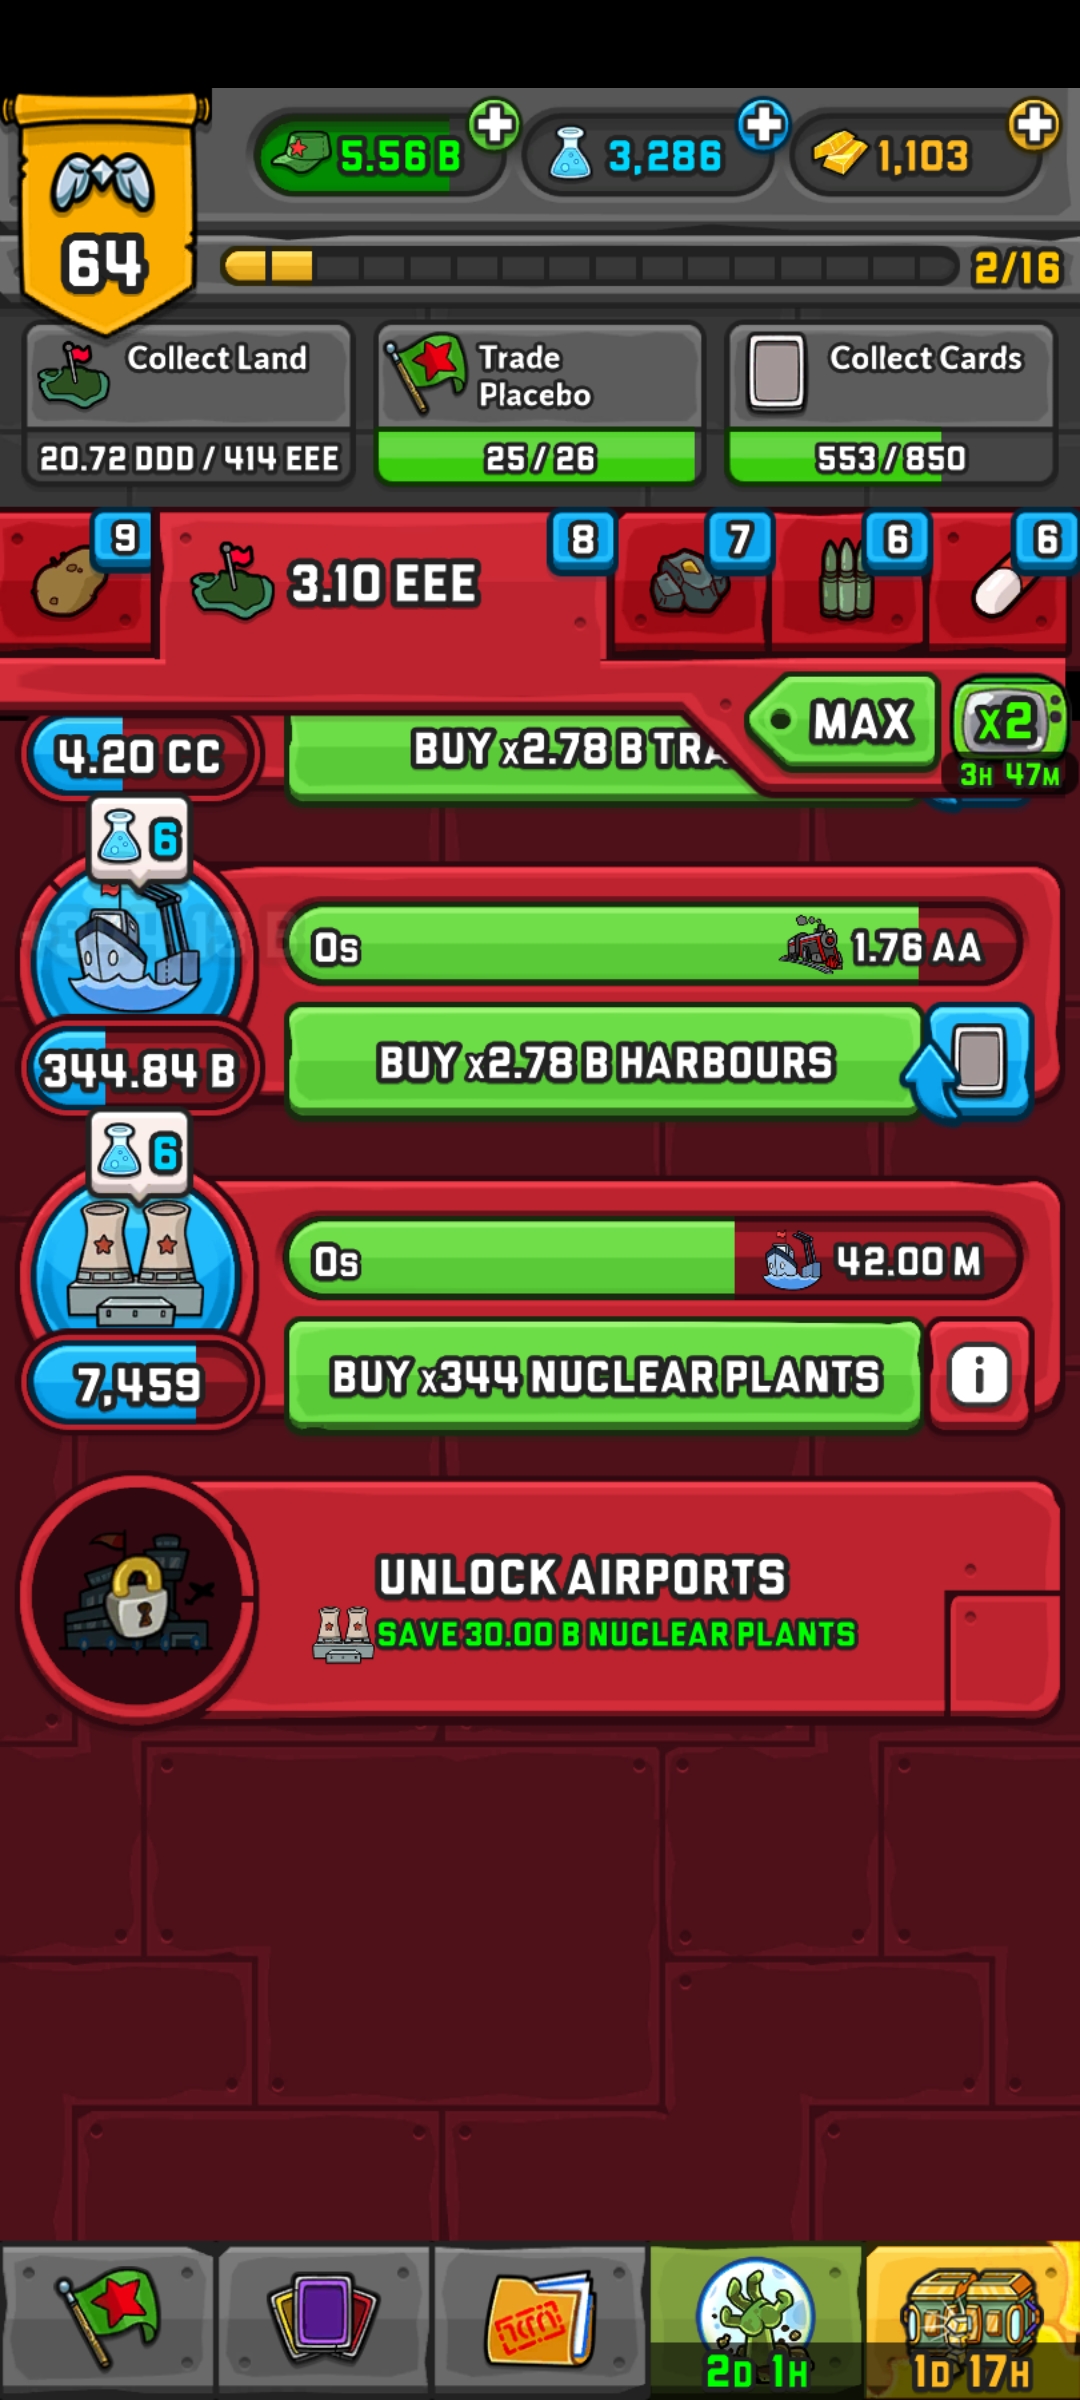 5.56 B
3,286
1,103
64
2/16
Collect Land
20.72 DDD / 414 EEE
Trade
Placebo
25 / 26
Collect Cards
553 / 850
9
3.10 EEE
8
7
6
6
MAX
x2
3H 47M
4.20 CC
BUY x2.78 B
6
0s
1.76 AA
344.84 B
BUY x2.78 B HARBOURS
6
0s
42.00 M
7,459
BUY x344 NUCLEAR PLANTS
i
UNLOCK AIRPORTS
SAVE 30.00 B NUCLEAR PLANTS
2D 1H
1D 17H